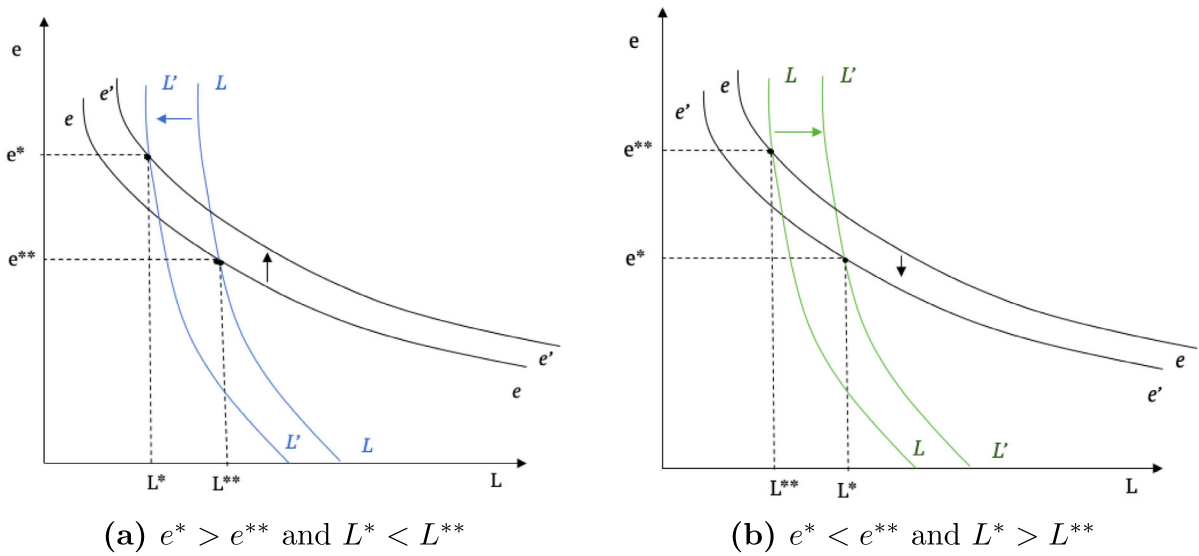 e
e'
e
L'
L
e*
e**
e'
e
L'
L
L* L**
L
(a) e* > e** and L* < L**
e
e'
e
L
L'
e**
e*
e
e'
L
L'
L** L*
L
(b) e* < e** and L* > L**